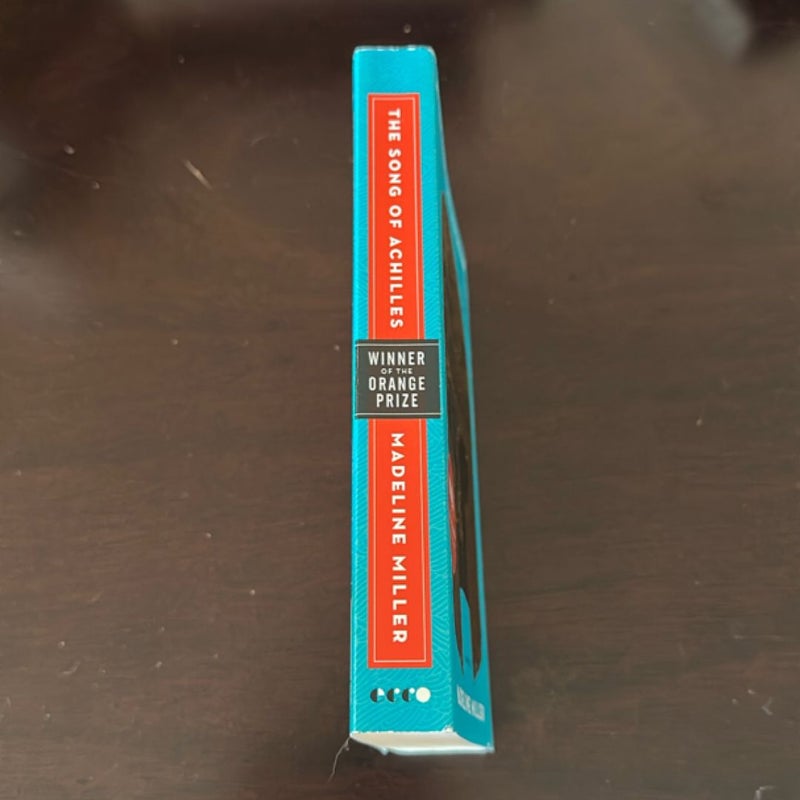 THE SONG OF ACHILLES
WINNER
OF THE
ORANGE
PRIZE
MADELINE MILLER
ecco